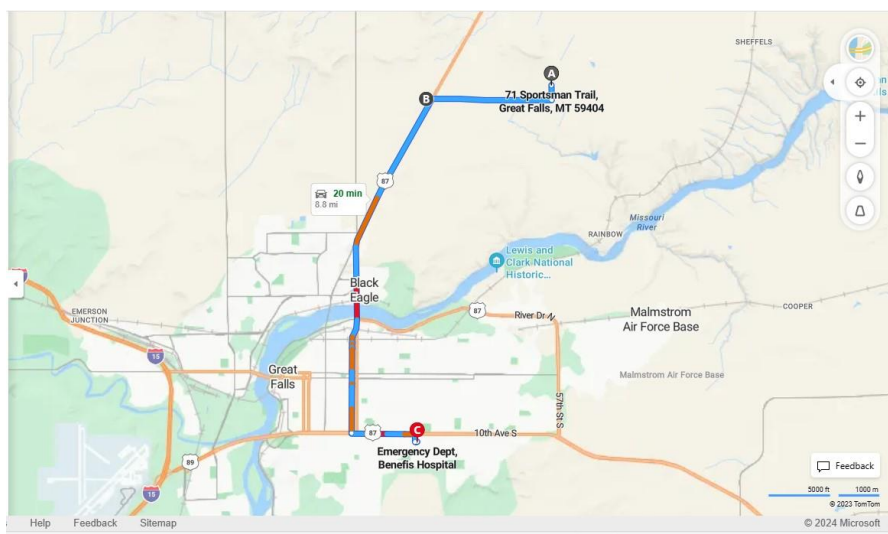 SHEFFELS
A
71 Sportsman Trail,
Great Falls, MT 59404
B
87
20 min
8.8 mi
Missouri
River
RAINBOW
Lewis and
Clark National
Historic...
Black
Eagle
EMERSON
JUNCTION
87
River Dr N
Malmstrom
Air Force Base
COOPER
15
Great
Falls
Malmstrom Air Force Base
57th St S
C
87
10th Ave S
Emergency Dept,
Benefis Hospital
89
15
Feedback
5000 ft 1000 m
© 2023 TomTom
Help Feedback Sitemap
© 2024 Microsoft